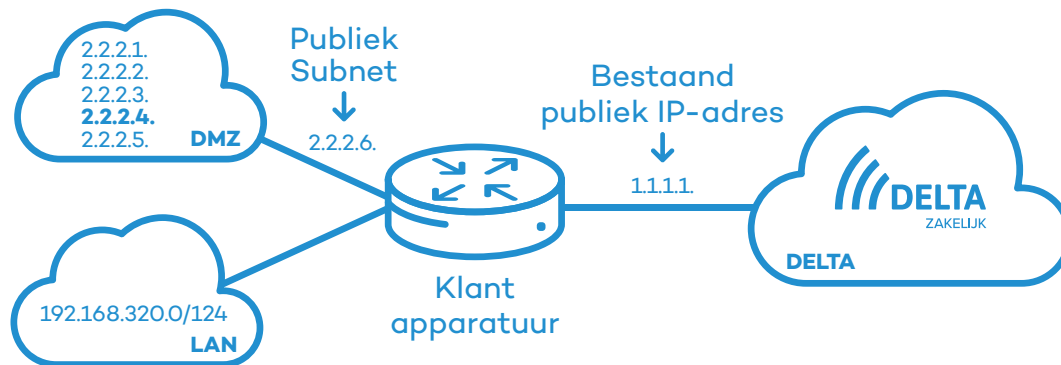 2.2.2.1.
2.2.2.2.
2.2.2.3.
2.2.2.4.
2.2.2.5.
DMZ
Publiek
Subnet
2.2.2.6.
Bestaand
publiek IP-adres
1.1.1.1.
DELTA
ZAKELIJK
DELTA
192.168.320.0/124
LAN
Klant
apparatuur